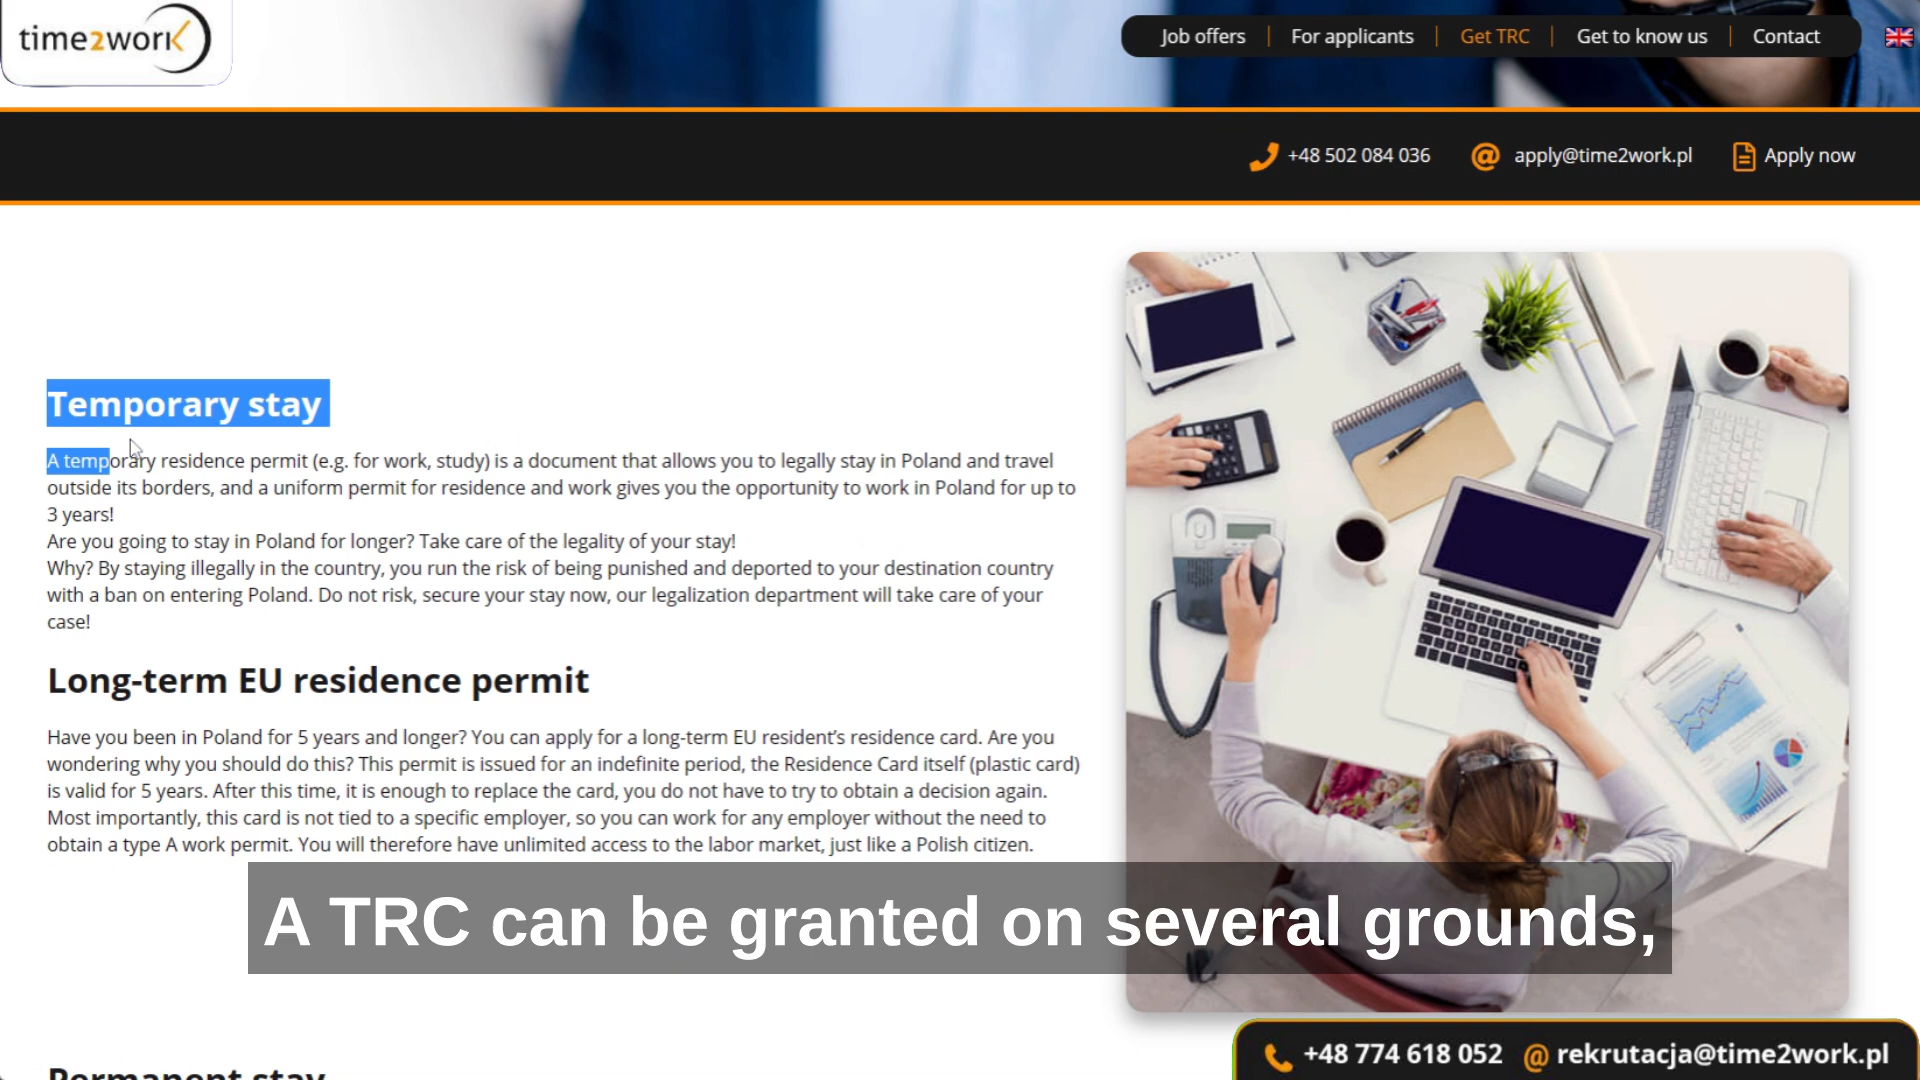 time2work
Job offers
For applicants
Get TRC
Get to know us
Contact
+48 502 084 036
apply@time2work.pl
Apply now
Temporary stay
A temporary residence permit (e.g. for work, study) is a document that allows you to legally stay in Poland and travel
outside its borders, and a uniform permit for residence and work gives you the opportunity to work in Poland for up to
3 years!
Are you going to stay in Poland for longer? Take care of the legality of your stay!
Why? By staying illegally in the country, you run the risk of being punished and deported to your destination country
with a ban on entering Poland. Do not risk, secure your stay now, our legalization department will take care of your
case!
Long-term EU residence permit
Have you been in Poland for 5 years and longer? You can apply for a long-term EU resident’s residence card. Are you
wondering why you should do this? This permit is issued for an indefinite period, the Residence Card itself (plastic card)
is valid for 5 years. After this time, it is enough to replace the card, you do not have to try to obtain a decision again.
Most importantly, this card is not tied to a specific employer, so you can work for any employer without the need to
obtain a type A work permit. You will therefore have unlimited access to the labor market, just like a Polish citizen.
A TRC can be granted on several grounds,
Permanent stay
+48 774 618 052
@ rekrutacja@time2work.pl